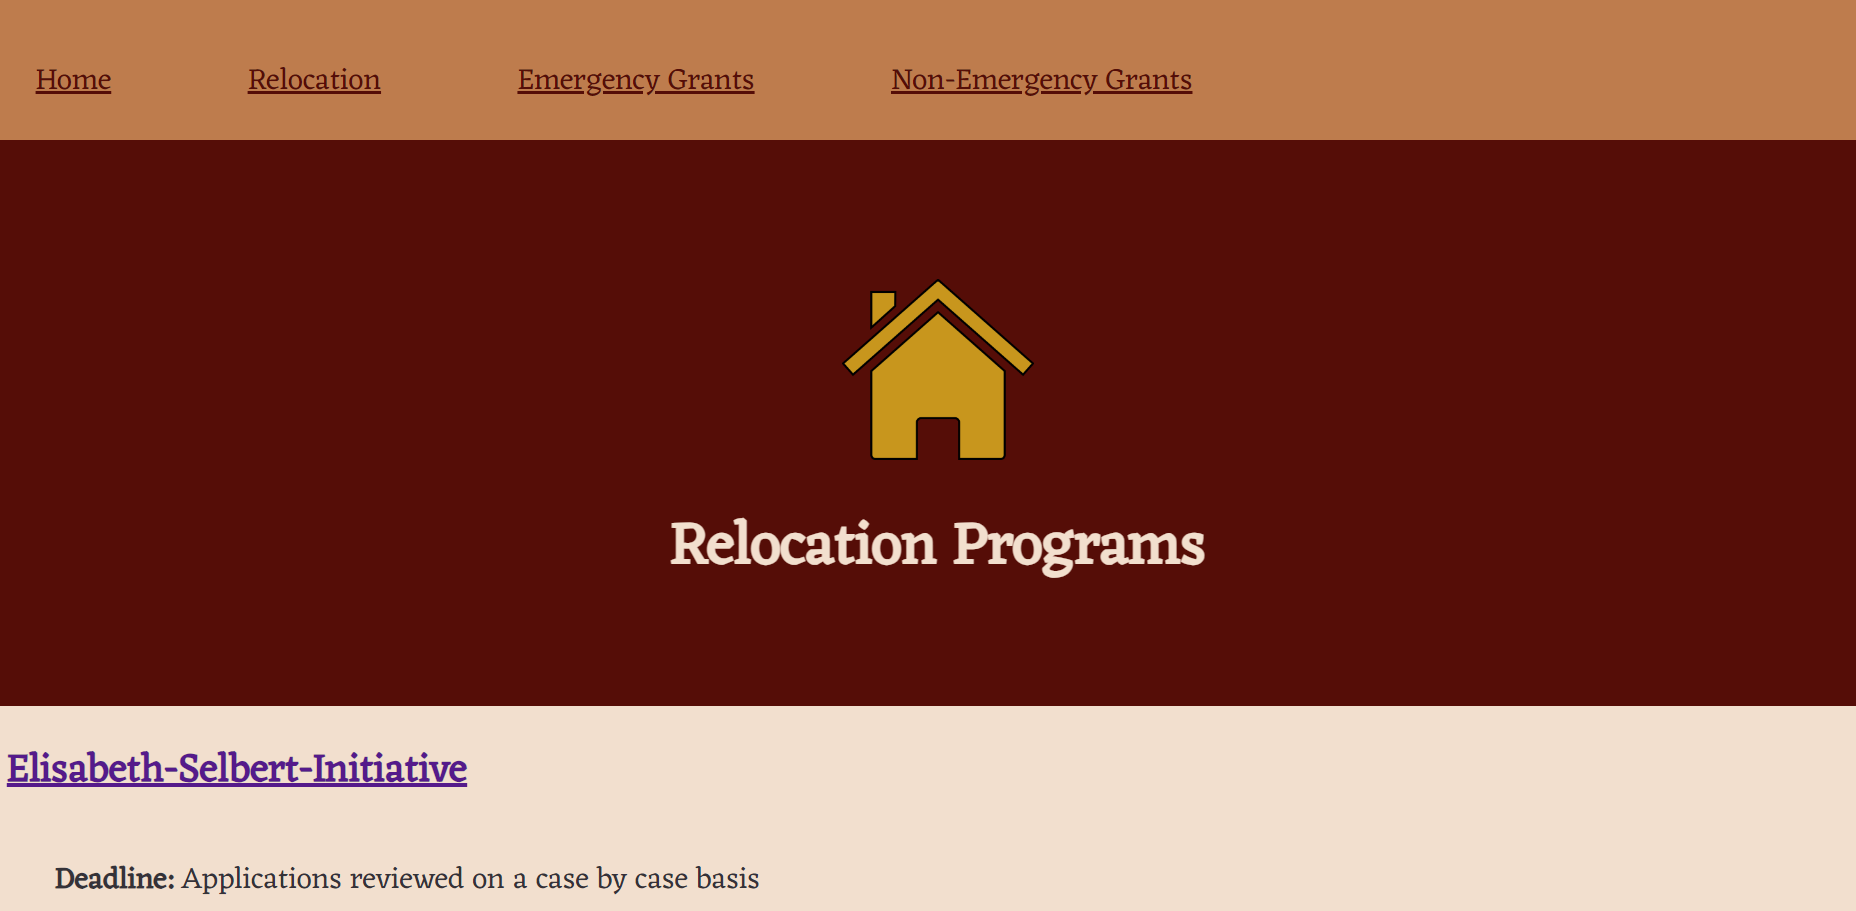 Home Relocation Emergency Grants Non-Emergency Grants
Relocation Programs
Elisabeth-Selbert-Initiative
Deadline: Applications reviewed on a case by case basis